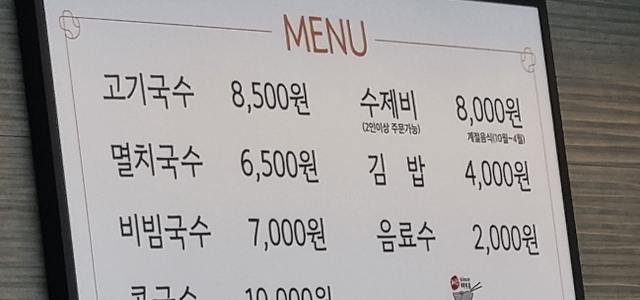 MENU
고기국수 8,500원
수제비 8,000원
(2인이상 주문가능) 계절음식(10월~4월)
멸치국수 6,500원
김 밥 4,000원
비빔국수 7,000원
음료수 2,000원
콩국수 10,000원